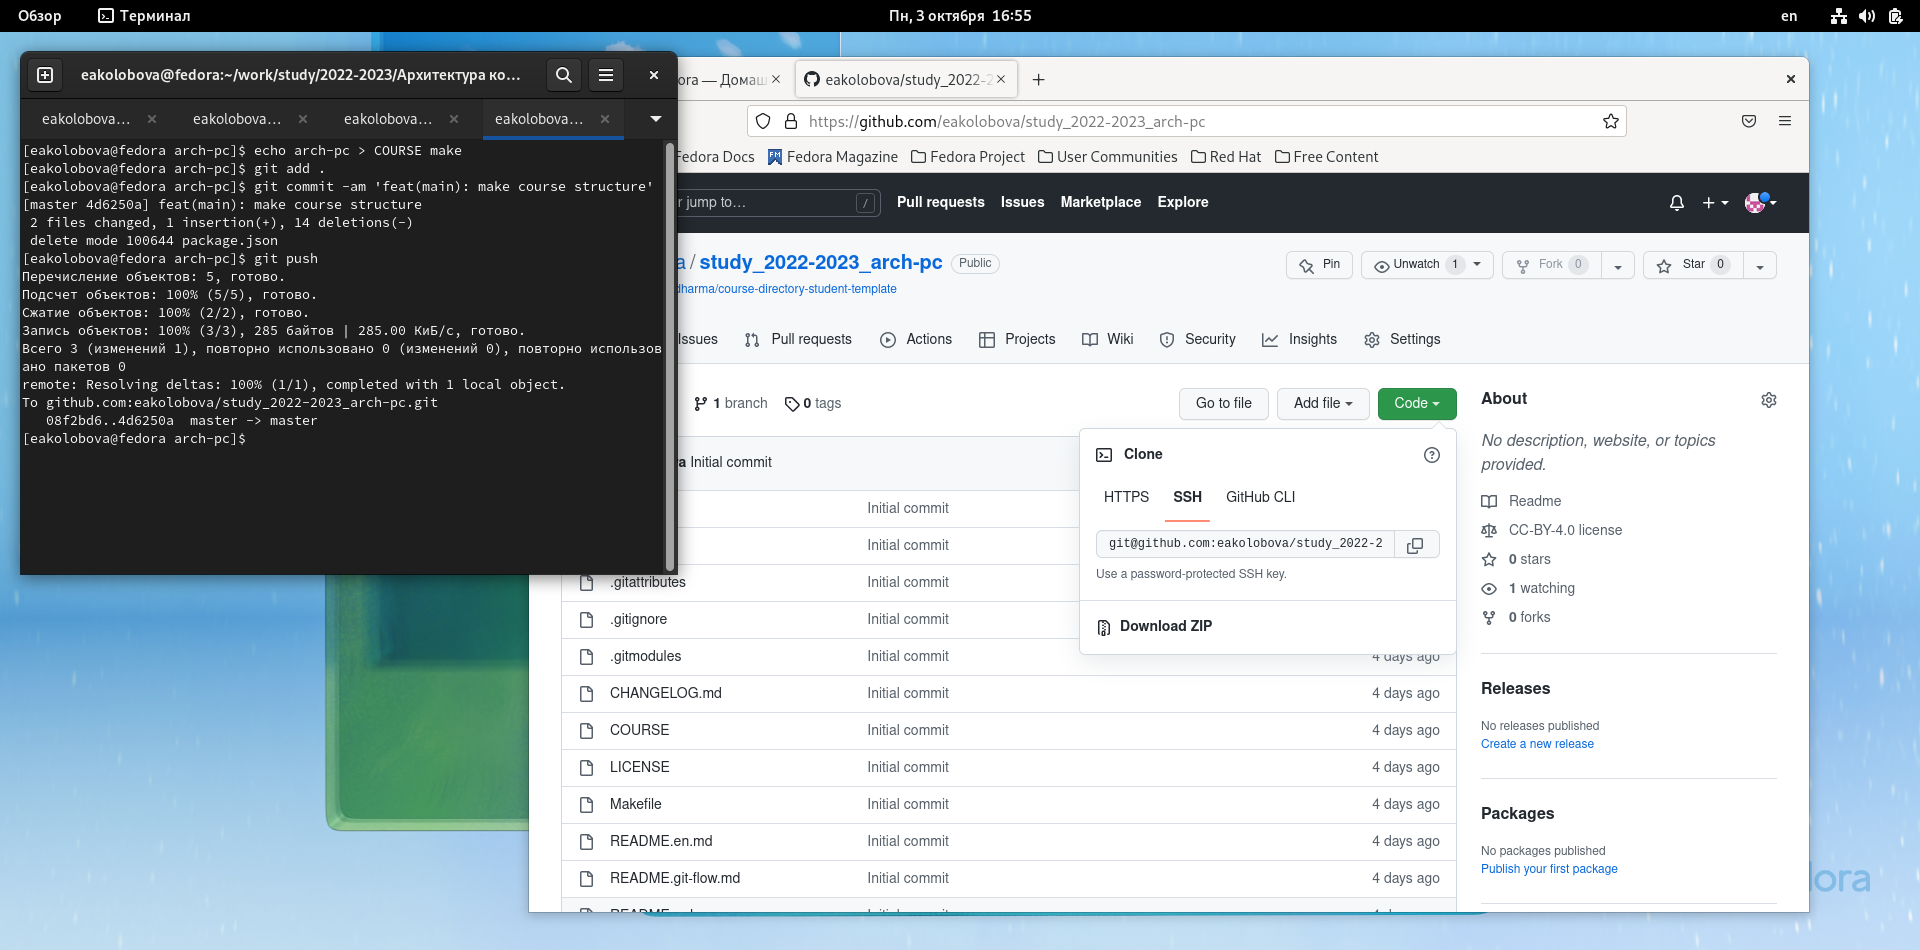 Обзор
Терминал
Пн, 3 октября 16:55
en
eakolobova@fedora:~/work/study/2022-2023/Архитектура ко...
eakolobova...
eakolobova...
eakolobova...
eakolobova...
[eakolobova@fedora arch-pc]$ echo arch-pc > COURSE make
[eakolobova@fedora arch-pc]$ git add .
[eakolobova@fedora arch-pc]$ git commit -am 'feat(main): make course structure'
[master 4d6250a] feat(main): make course structure
2 files changed, 1 insertion(+), 14 deletions(-)
delete mode 100644 package.json
[eakolobova@fedora arch-pc]$ git push
Перечисление объектов: 5, готово.
Подсчет объектов: 100% (5/5), готово.
Сжатие объектов: 100% (2/2), готово.
Запись объектов: 100% (3/3), 285 байтов | 285.00 КиБ/с, готово.
Всего 3 (изменений 1), повторно использовано 0 (изменений 0), повторно использов
ано пакетов 0
remote: Resolving deltas: 100% (1/1), completed with 1 local object.
To github.com:eakolobova/study_2022-2023_arch-pc.git
08f2bd6..4d6250a master -> master
[eakolobova@fedora arch-pc]$
ora — Домаш
eakolobova/study_2022-2
https://github.com/eakolobova/study_2022-2023_arch-pc
Fedora Docs
Fedora Magazine
Fedora Project
User Communities
Red Hat
Free Content
r jump to...
/
Pull requests
Issues
Marketplace
Explore
a / study_2022-2023_arch-pc
Public
Pin
Unwatch 1
Fork 0
Star 0
dharma/course-directory-student-template
Issues
Pull requests
Actions
Projects
Wiki
Security
Insights
Settings
1 branch
0 tags
Go to file
Add file
Code
a Initial commit
Initial commit
Initial commit
.gitattributes Initial commit
.gitignore Initial commit
.gitmodules Initial commit 4 days ago
CHANGELOG.md Initial commit 4 days ago
COURSE Initial commit 4 days ago
LICENSE Initial commit 4 days ago
Makefile Initial commit 4 days ago
README.en.md Initial commit 4 days ago
README.git-flow.md Initial commit 4 days ago
Clone
HTTPS
SSH
GitHub CLI
git@github.com:eakolobova/study_2022-2
Use a password-protected SSH key.
Download ZIP
About
No description, website, or topics
provided.
Readme
CC-BY-4.0 license
0 stars
1 watching
0 forks
Releases
No releases published
Create a new release
Packages
No packages published
Publish your first package
dora